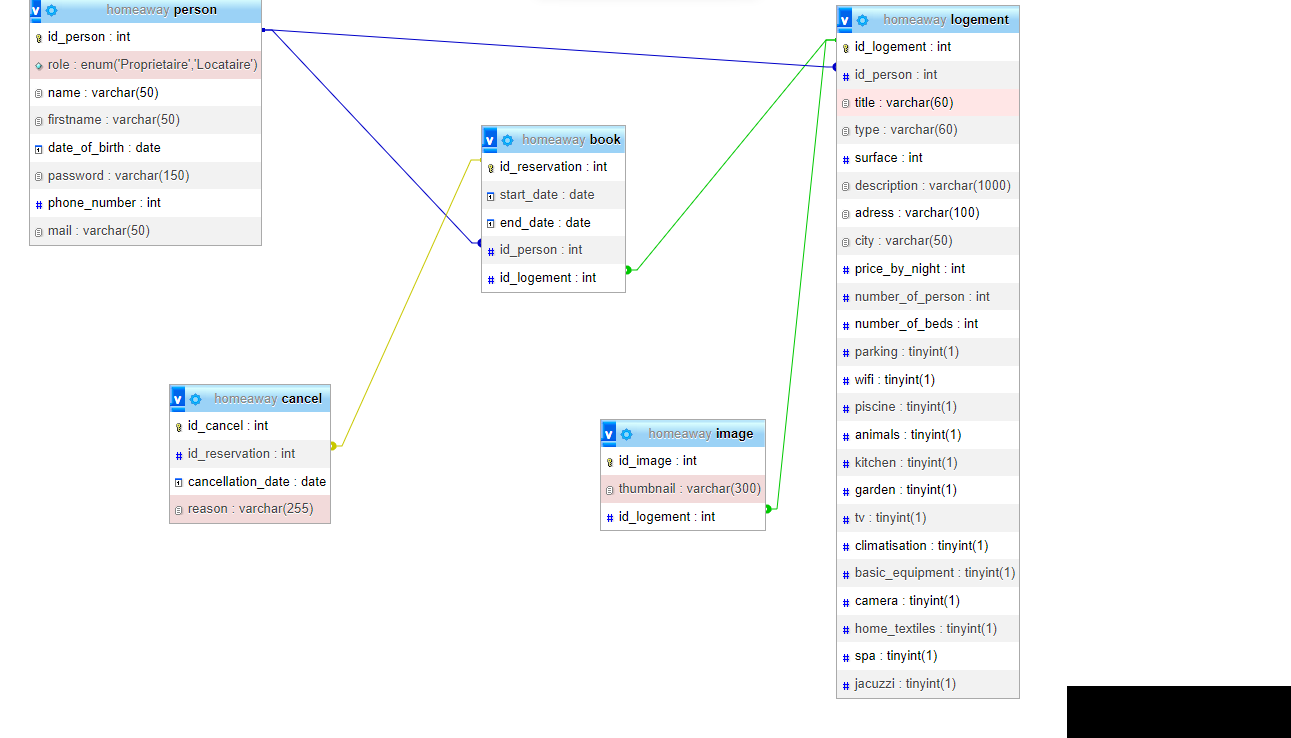 homeaway person
id_person : int
role : enum('Proprietaire','Locataire')
name : varchar(50)
firstname : varchar(50)
date_of_birth : date
password : varchar(150)
phone_number : int
mail : varchar(50)
homeaway book
id_reservation : int
start_date : date
end_date : date
id_person : int
id_logement : int
homeaway cancel
id_cancel : int
id_reservation : int
cancellation_date : date
reason : varchar(255)
homeaway image
id_image : int
thumbnail : varchar(300)
id_logement : int
homeaway logement
id_logement : int
id_person : int
title : varchar(60)
type : varchar(60)
surface : int
description : varchar(1000)
adress : varchar(100)
city : varchar(50)
price_by_night : int
number_of_person : int
number_of_beds : int
parking : tinyint(1)
wifi : tinyint(1)
piscine : tinyint(1)
animals : tinyint(1)
kitchen : tinyint(1)
garden : tinyint(1)
tv : tinyint(1)
climatisation : tinyint(1)
basic_equipment : tinyint(1)
camera : tinyint(1)
home_textiles : tinyint(1)
spa : tinyint(1)
jacuzzi : tinyint(1)